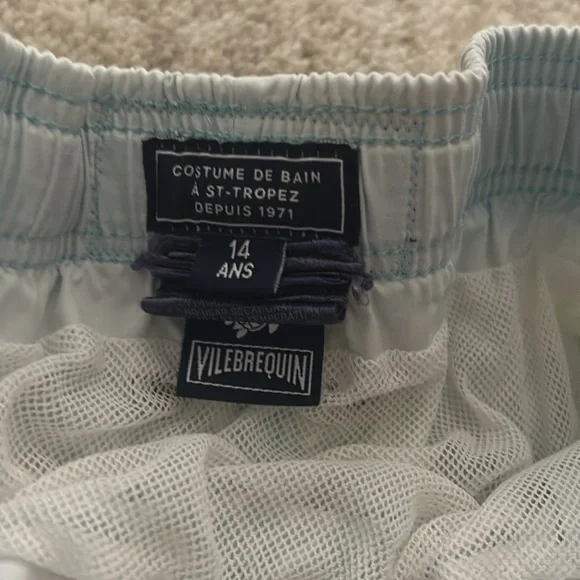 COSTUME DE BAIN
À ST-TROPEZ
DEPUIS 1971
14
ANS
VILEBREQUIN